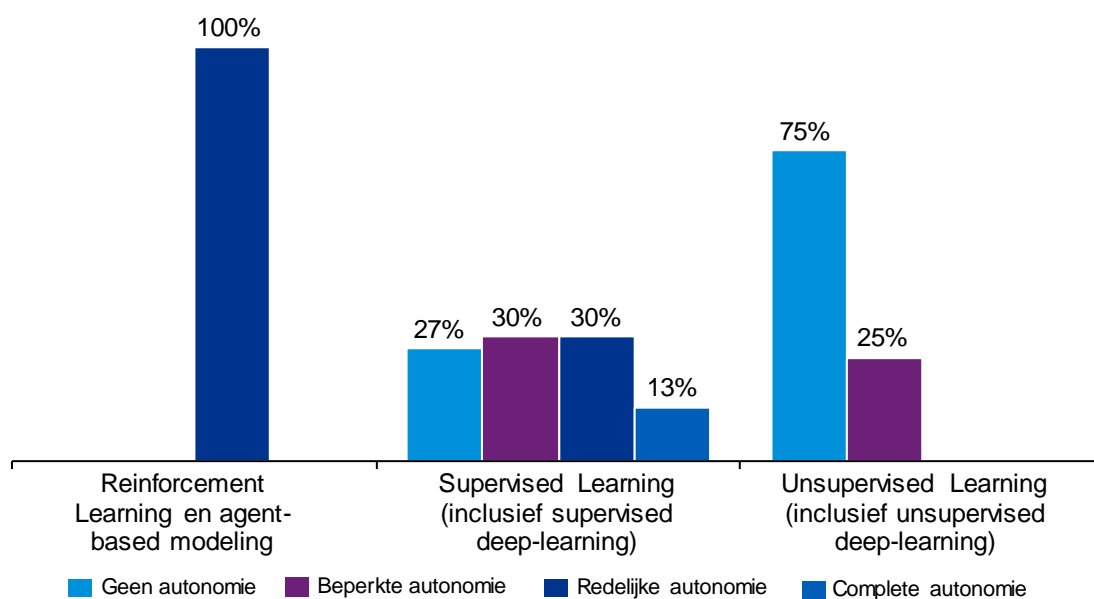 100%
75%
27%
30%
30%
25%
13%
Reinforcement
Learning en agent-
based modeling
Supervised Learning
(inclusief supervised
deep-learning)
Unsupervised Learning
(inclusief unsupervised
deep-learning)
Geen autonomie Beperkte autonomie Redelijke autonomie Complete autonomie